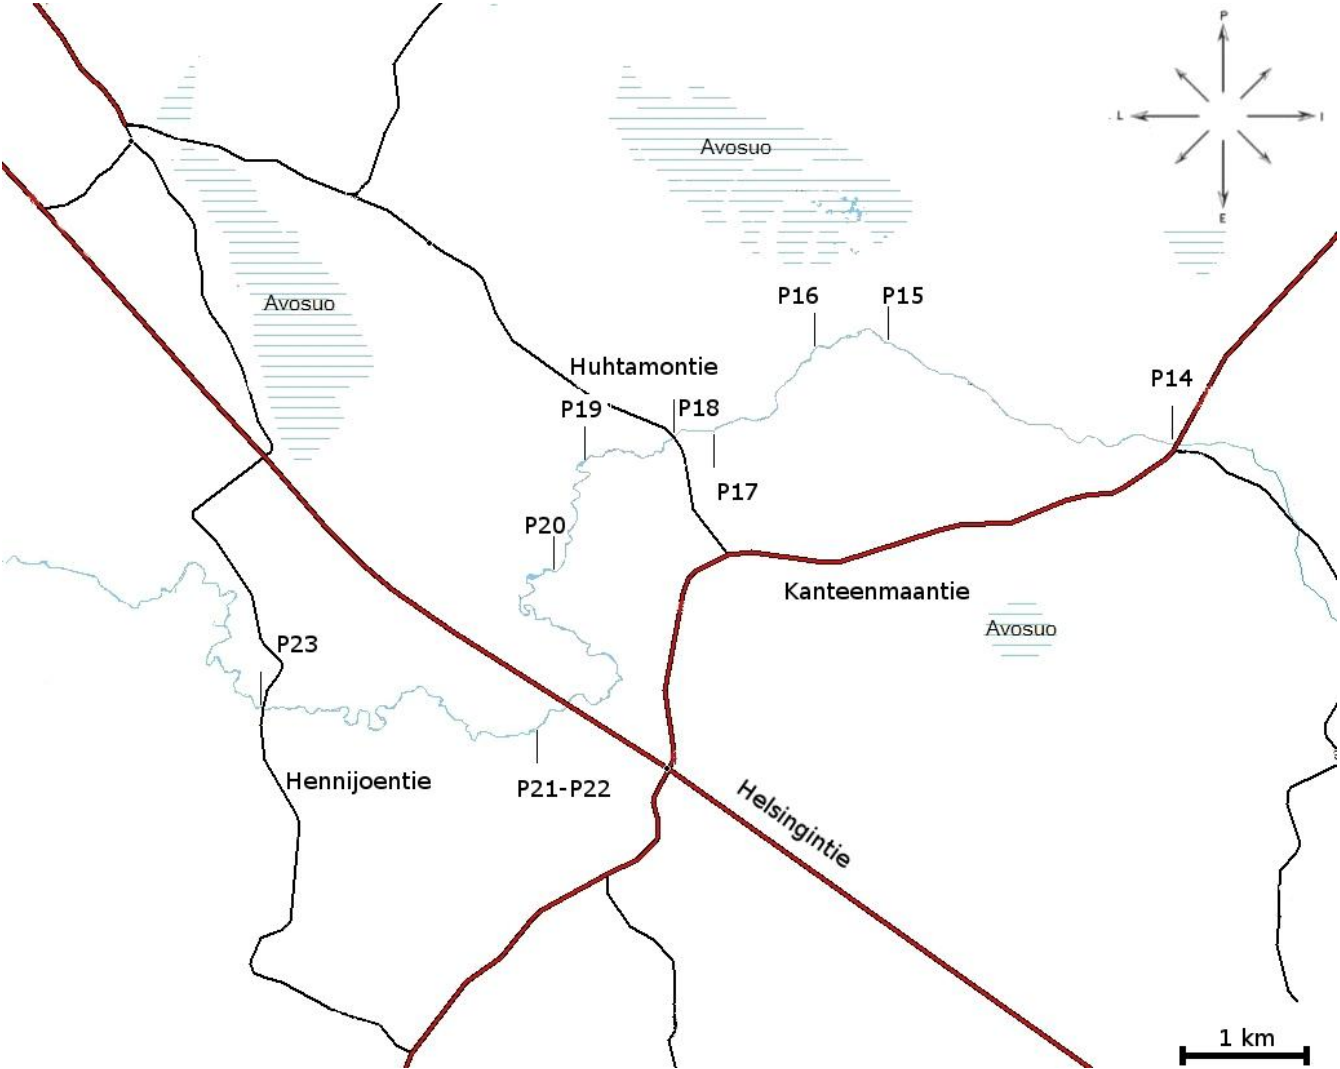 P
L
I
E
Avosuo
Avosuo
P16
P15
Huhtamontie
P14
P19
P18
P17
P20
Kanteenmaantie
Avosuo
P23
Hennijoentie
P21-P22
Helsingintie
1 km